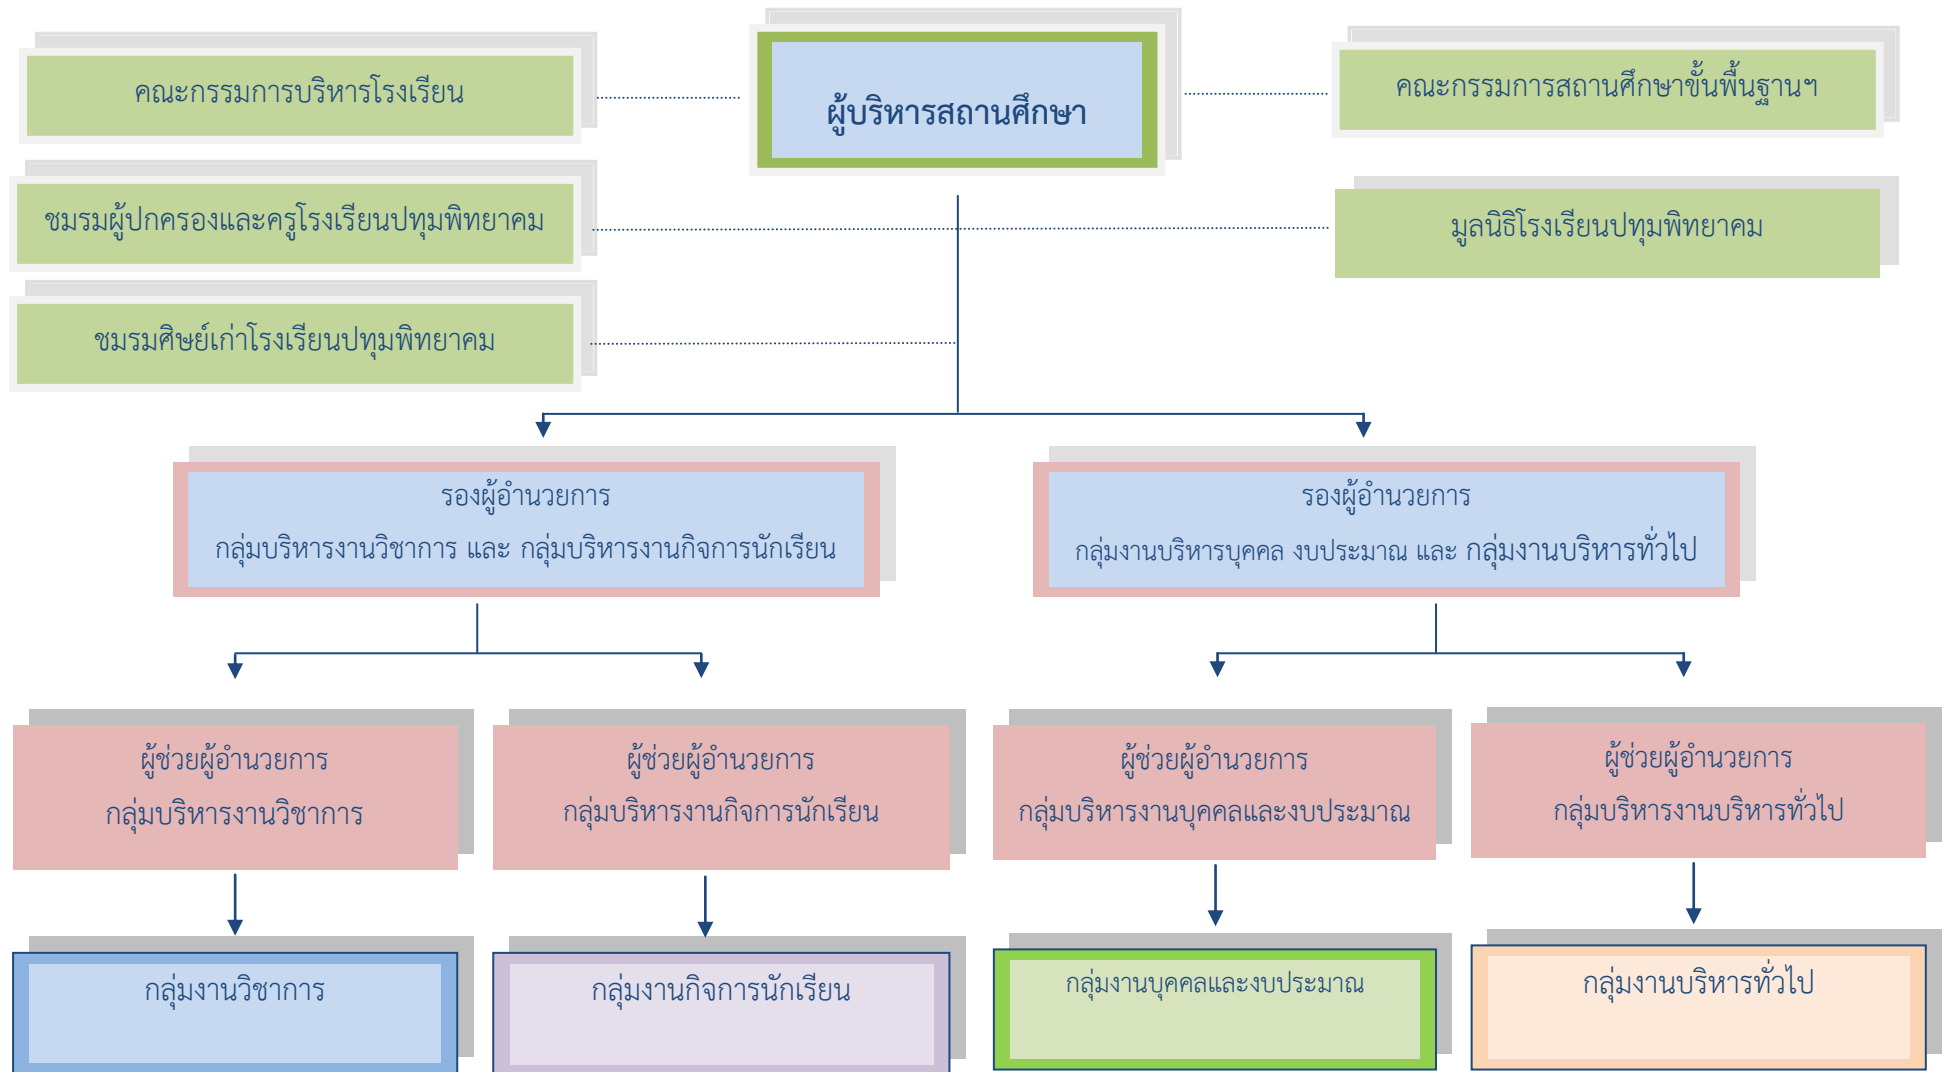 คณะกรรมการบริหารโรงเรียน
ผู้บริหารสถานศึกษา
คณะกรรมการสถานศึกษาขั้นพื้นฐานฯ
ชมรมผู้ปกครองและครูโรงเรียนปทุมพิทยาคม
มูลนิธิโรงเรียนปทุมพิทยาคม
ชมรมศิษย์เก่าโรงเรียนปทุมพิทยาคม
รองผู้อำนวยการ
กลุ่มบริหารงานวิชาการ และ กลุ่มบริหารงานกิจการนักเรียน
รองผู้อำนวยการ
กลุ่มงานบริหารบุคคล งบประมาณ และ กลุ่มงานบริหารทั่วไป
ผู้ช่วยผู้อำนวยการ
กลุ่มบริหารงานวิชาการ
ผู้ช่วยผู้อำนวยการ
กลุ่มบริหารงานกิจการนักเรียน
ผู้ช่วยผู้อำนวยการ
กลุ่มบริหารงานบุคคลและงบประมาณ
ผู้ช่วยผู้อำนวยการ
กลุ่มบริหารงานบริหารทั่วไป
กลุ่มงานวิชาการ
กลุ่มงานกิจการนักเรียน
กลุ่มงานบุคคลและงบประมาณ
กลุ่มงานบริหารทั่วไป